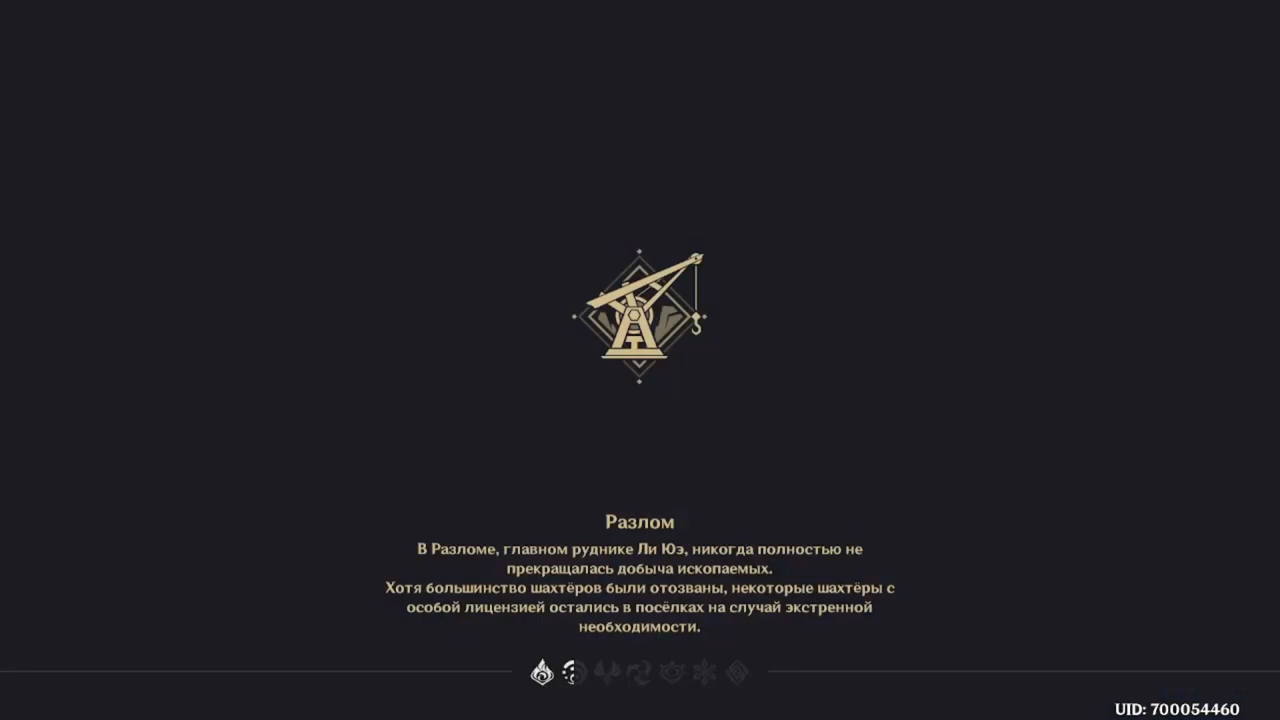 Разлом
В Разломе, главном руднике Ли Юэ, никогда полностью не
прекращалась добыча ископаемых.
Хотя большинство шахтёров были отозваны, некоторые шахтёры с
особой лицензией остались в посёлках на случай экстренной
необходимости.
UID: 700054460